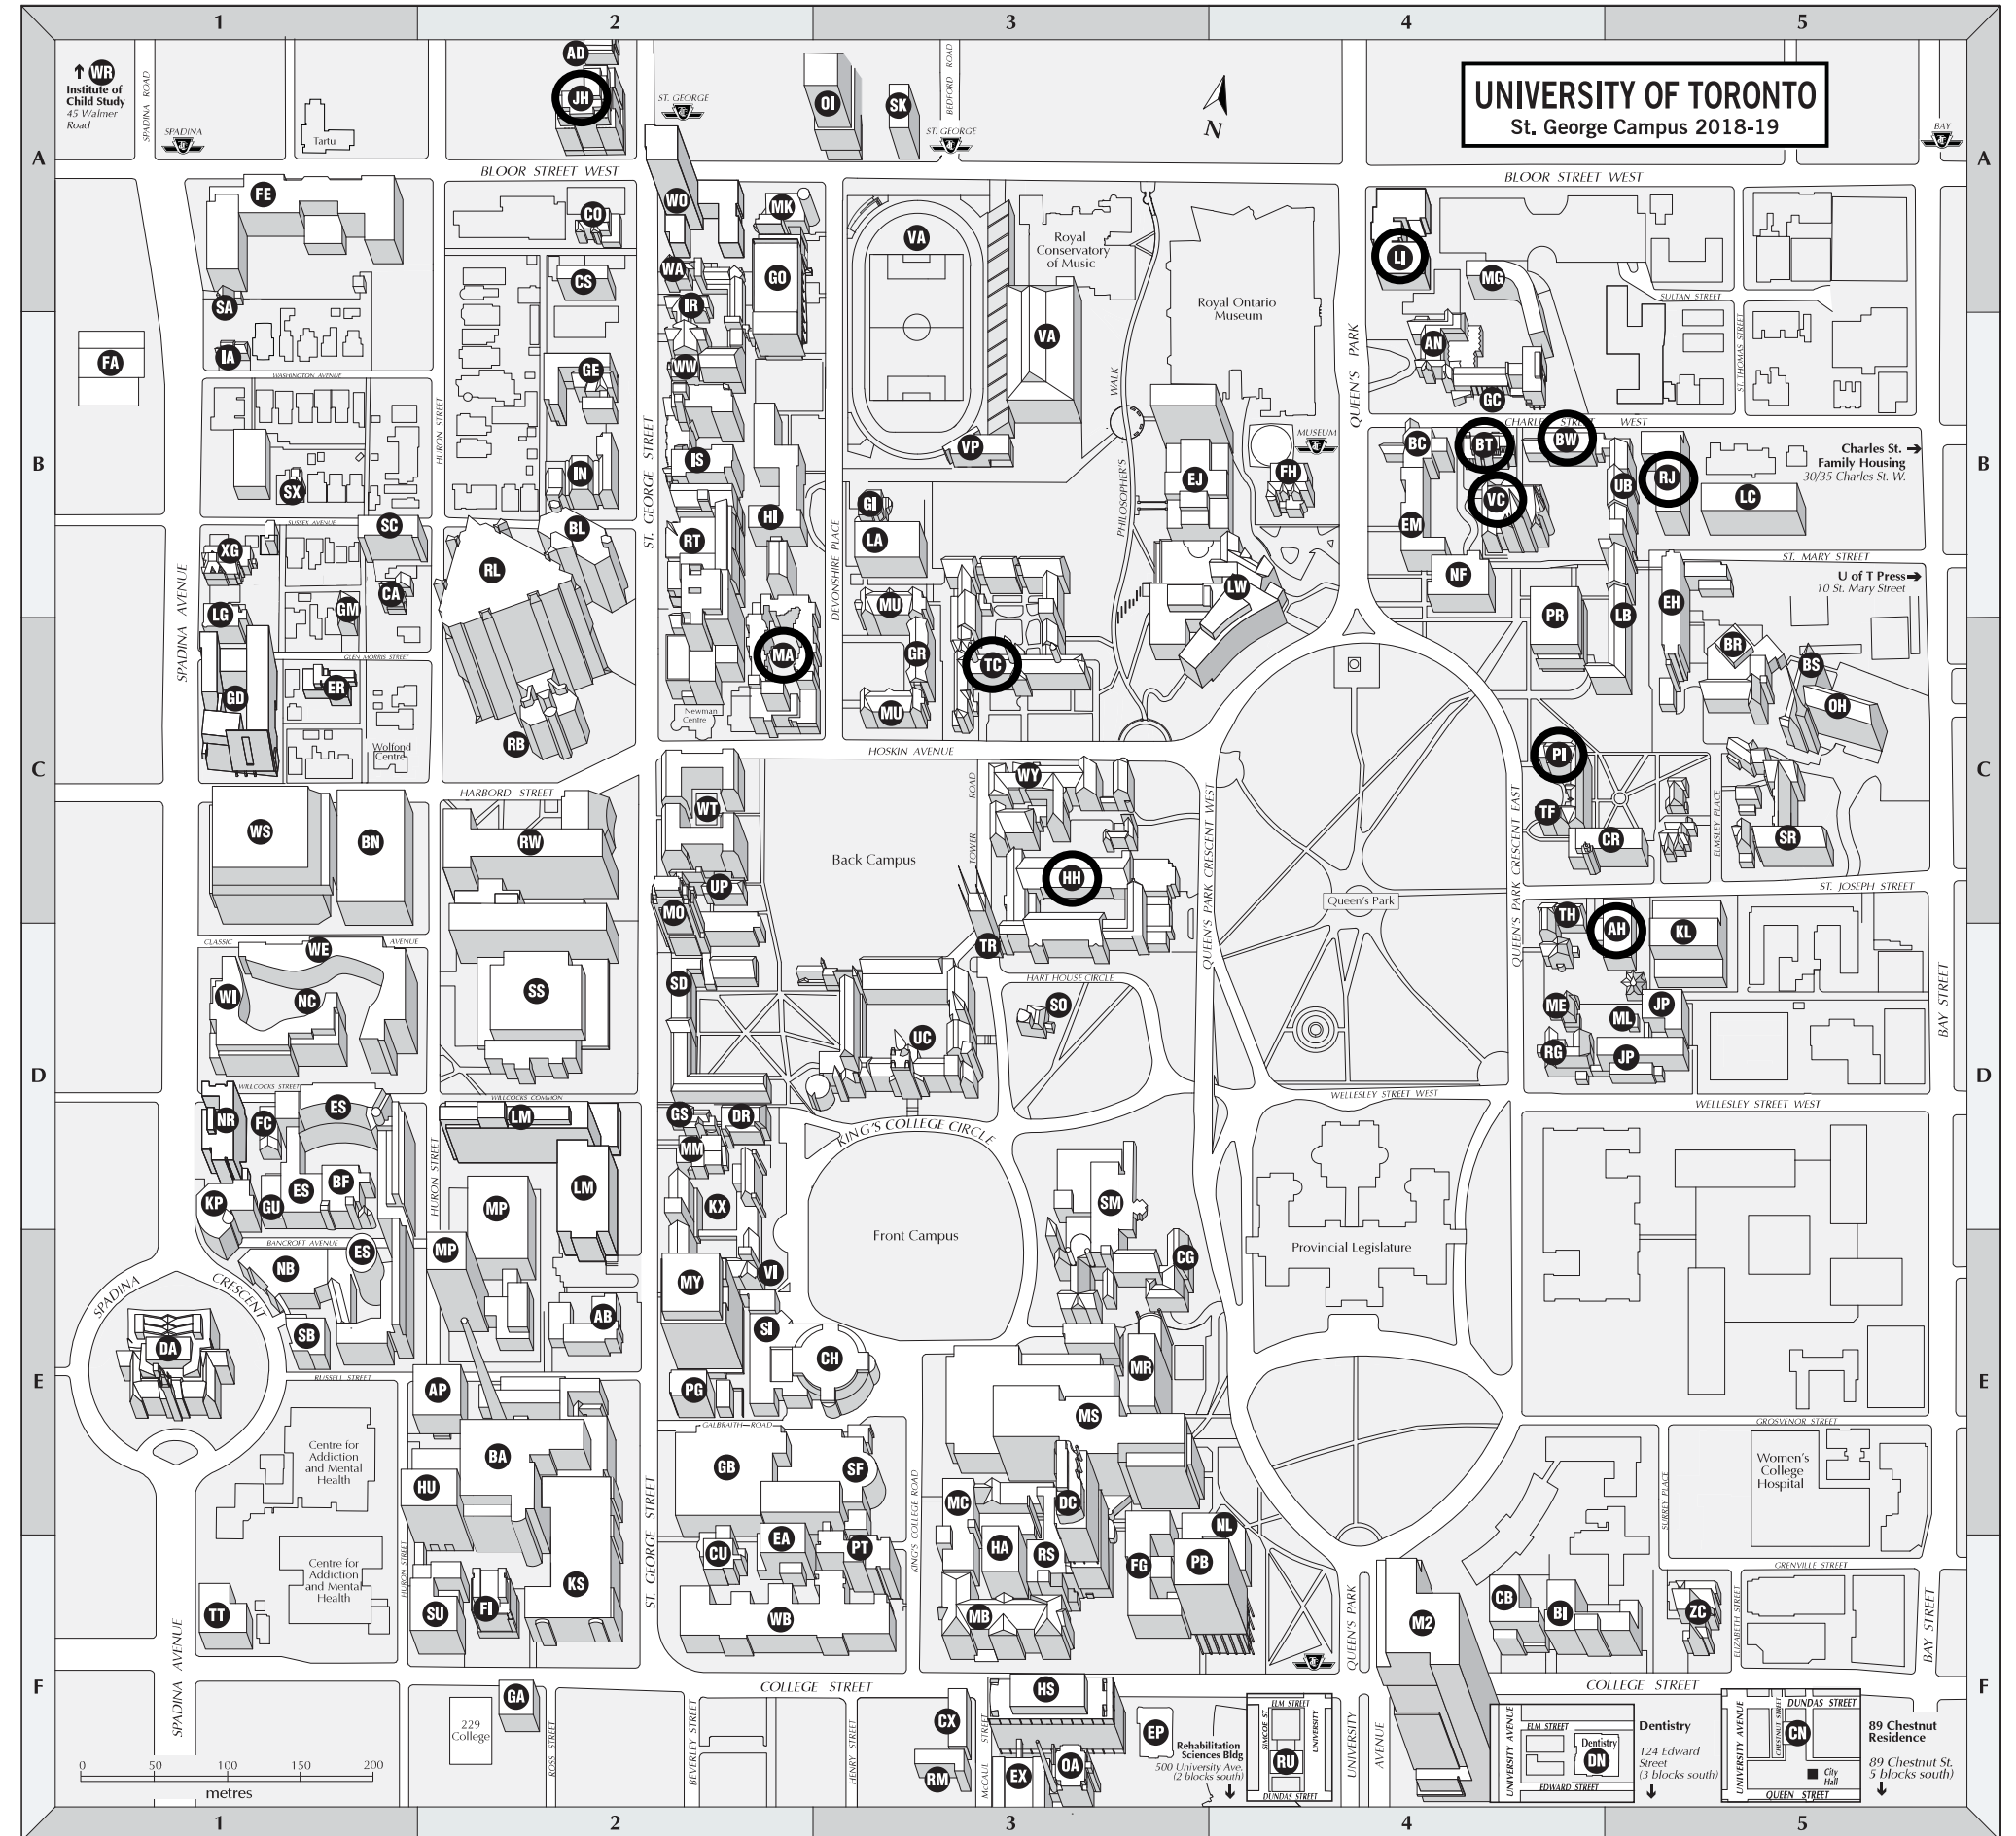 1 2 3 4 5
UNIVERSITY OF TORONTO
St. George Campus 2018-19
WR
Institute of
Child Study
45 Walmer
Road
SPADINA ROAD
SPADINA
Tartu
AD
JH
ST. GEORGE
OI
SK
BEDFORD ROAD
ST. GEORGE
N
BAY
A
A
BLOOR STREET WEST
BLOOR STREET WEST
FE
CO
WO
MK
VA
Royal
Conservatory
of Music
LI
MG
WA
GO
CS
SA
IR
Royal Ontario
Museum
SULTAN STREET
ST. THOMAS STREET
QUEEN'S PARK
FA
IA
WW
VA
AN
GE
WASHINGTON AVENUE
HURON STREET
ST. GEORGE STREET
WALK
GC
CHARLES STREET WEST
B
B
SX
IN
IS
VP
EJ
MUSEUM
FH
BC
BT
BW
VC
UB
RJ
LC
Charles St.
Family Housing
30/35 Charles St. W.
GI
HI
SUSSEX AVENUE
SC
BL
RT
LA
DEVONSHIRE PLACE
PHILOSOPHER'S
EM
ST. MARY STREET
XG
RL
CA
GM
LG
MU
LW
NF
PR
LB
EH
U of T Press
10 St. Mary Street
SPADINA AVENUE
GLEN MORRIS STREET
ER
GD
MA
GR
TC
BR
BS
OH
Newman
Centre
MU
RB
Wolfond
Centre
HOSKIN AVENUE
PI
C
C
HARBORD STREET
WT
WY
ROAD
TOWER
TF
CR
SR
ELMSLEY PLACE
WS
BN
RW
Back Campus
UP
HH
QUEEN'S PARK CRESCENT WEST
QUEEN'S PARK CRESCENT EAST
Queen's Park
ST. JOSEPH STREET
MO
TH
AH
KL
CLASSIC AVENUE
WE
TR
HART HOUSE CIRCLE
WI
NC
SS
SD
SO
ME
ML
JP
UC
RG
JP
BAY STREET
D
D
WILLCOCKS STREET
WILLCOCKS COMMON
WELLESLEY STREET WEST
WELLESLEY STREET WEST
NR
FC
ES
LM
GS
DR
KING'S COLLEGE CIRCLE
MM
HURON STREET
KP
GU
ES
BF
MP
LM
KX
SM
Front Campus
Provincial Legislature
BANCROFT AVENUE
ES
MP
NB
MY
VI
CG
SPADINA CRESCENT
SB
AB
SI
DA
CH
MR
E
E
RUSSELL STREET
AP
PG
MS
GALBRAITH ROAD
GROSVENOR STREET
Centre for
Addiction
and Mental
Health
BA
GB
SF
Women's
College
Hospital
HU
MC
DC
KING'S COLLEGE ROAD
SURREY PLACE
NL
CU
EA
PT
HA
RS
FG
PB
GRENVILLE STREET
Centre for
Addiction
and Mental
Health
HURON STREET
ST. GEORGE STREET
KS
TT
SU
FI
WB
MB
QUEEN'S PARK
M2
CB
BI
ZC
ELIZABETH STREET
BAY STREET
SPADINA AVENUE
F
F
COLLEGE STREET
COLLEGE STREET
GA
229
College
ROSS STREET
BEVERLEY STREET
HENRY STREET
CX
MCCAUL STREET
HS
EP
RM
EX
OA
Rehabilitation
Sciences Bldg
500 University Ave.
(2 blocks south)
ELM STREET
SIMCOE ST
UNIVERSITY
RU
DUNDAS STREET
UNIVERSITY AVENUE
UNIVERSITY AVENUE
ELM STREET
Dentistry
DN
EDWARD STREET
Dentistry
124 Edward
Street
(3 blocks south)
UNIVERSITY AVENUE
CHESTNUT STREET
DUNDAS STREET
CN
City
Hall
QUEEN STREET
89 Chestnut
Residence
89 Chestnut St.
5 blocks south)
0 50 100 150 200
metres
1 2 3 4 5